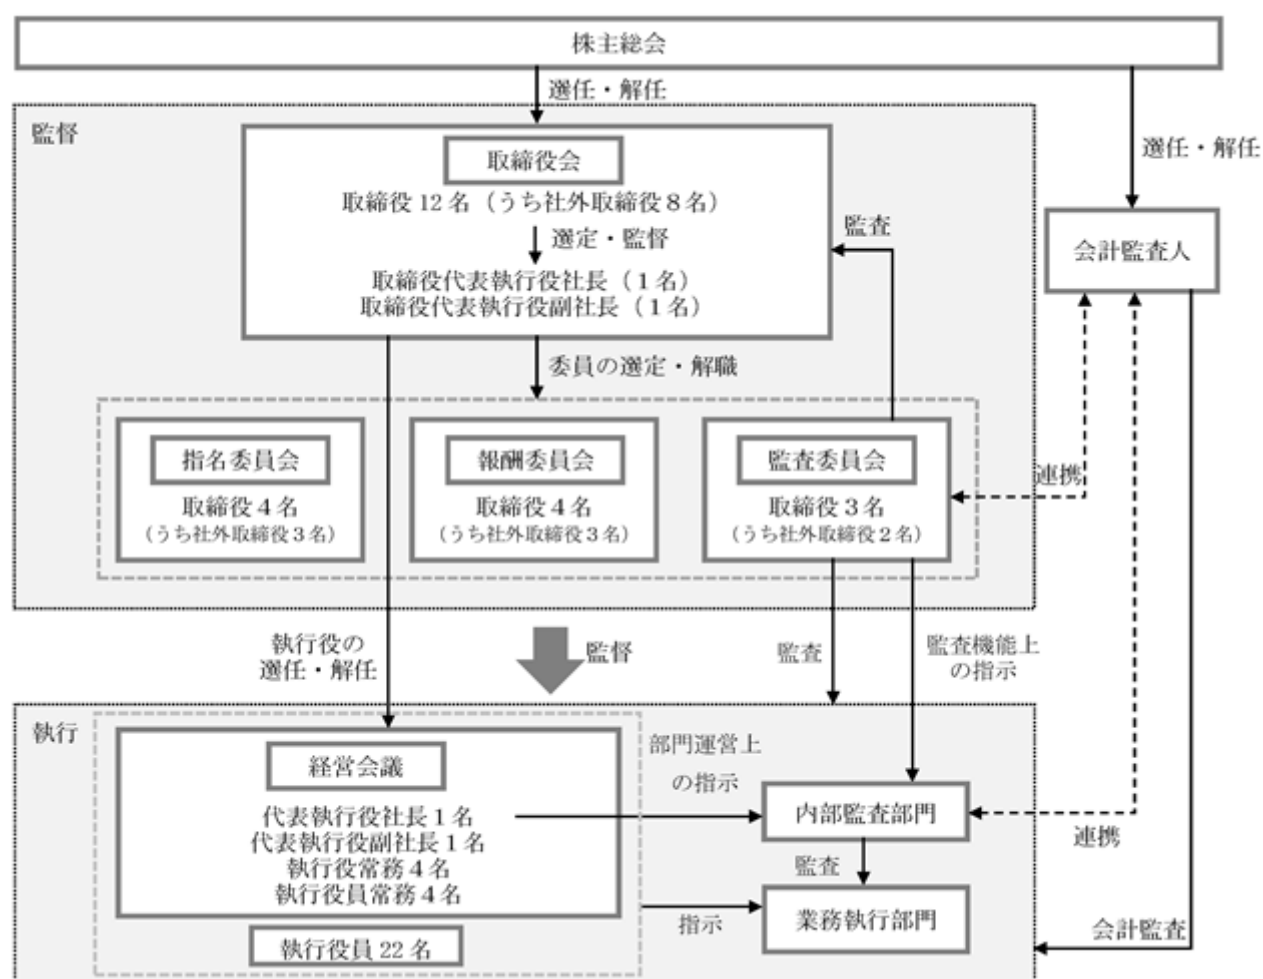 株主総会
選任・解任
選任・解任
監督
取締役会
取締役 12 名（うち社外取締役８名）
選定・監督
取締役代表執行役社長（１名）
取締役代表執行役副社長（１名）
監査
会計監査人
委員の選定・解職
指名委員会
取締役４名
（うち社外取締役３名）
報酬委員会
取締役４名
（うち社外取締役３名）
監査委員会
取締役３名
（うち社外取締役２名）
連携
執行役の
選任・解任
監督
監査
監査機能上
の指示
執行
経営会議
代表執行役社長１名
代表執行役副社長１名
執行役常務４名
執行役員常務４名
執行役員 22 名
部門運営上
の指示
内部監査部門
連携
監査
指示
業務執行部門
会計監査